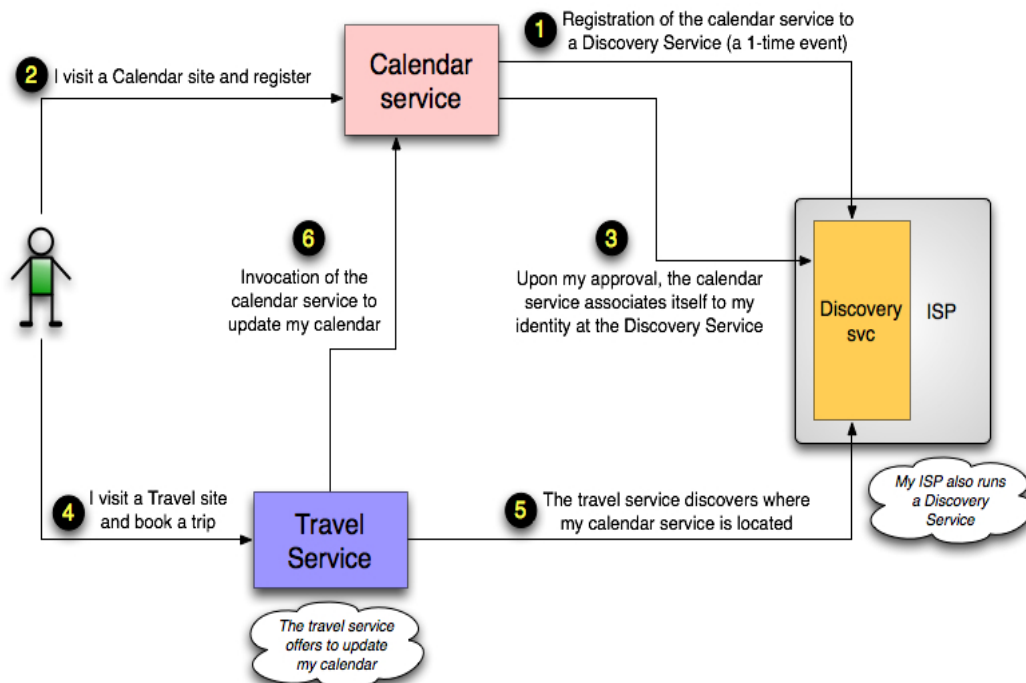 1
Registration of the calendar service to
a Discovery Service (a 1-time event)
2
I visit a Calendar site and register
Calendar
service
6
Invocation of the
calendar service to
update my calendar
3
Upon my approval, the calendar
service associates itself to my
identity at the Discovery Service
Discovery
svc
ISP
4
I visit a Travel site
and book a trip
Travel
Service
5
The travel service discovers where
my calendar service is located
My ISP also runs
a Discovery
Service
The travel service
offers to update
my calendar